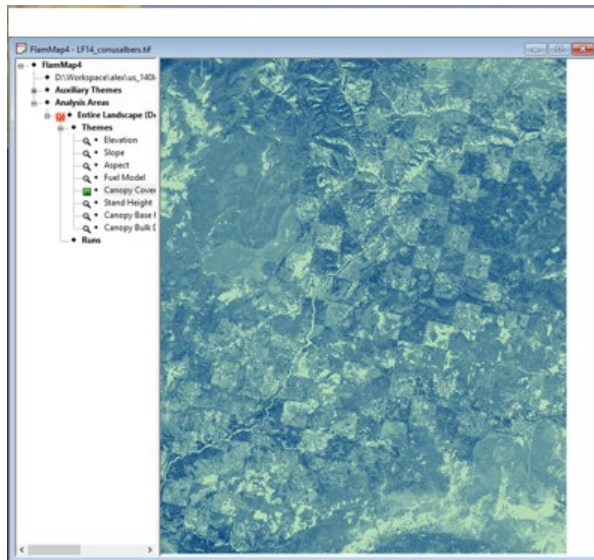 FlamMap4 - LF14_conusalbers.tif
FlamMap4
D:\Workspace\alex\us_140
Auxiliary Themes
Analysis Areas
Entire Landscape (De
Themes
Elevation
Slope
Aspect
Fuel Model
Canopy Cover
Stand Height
Canopy Base
Canopy Bulk
Runs